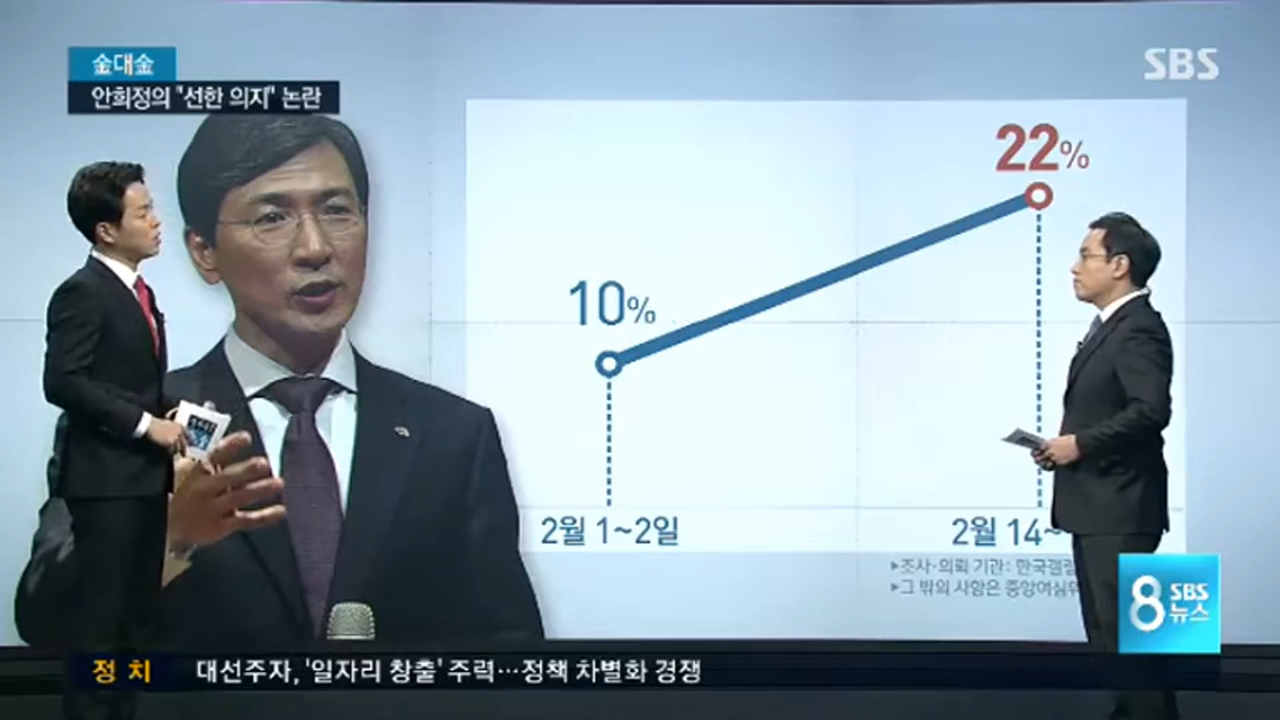 金대金
안희정의 "선한 의지" 논란
SBS
22%
10%
2월 1~2일
2월 14~
▶조사·의뢰 기관: 한국갤럽
▶그 밖의 사항은 중앙여심위
8 SBS 뉴스
정치 대선주자, '일자리 창출' 주력…정책 차별화 경쟁